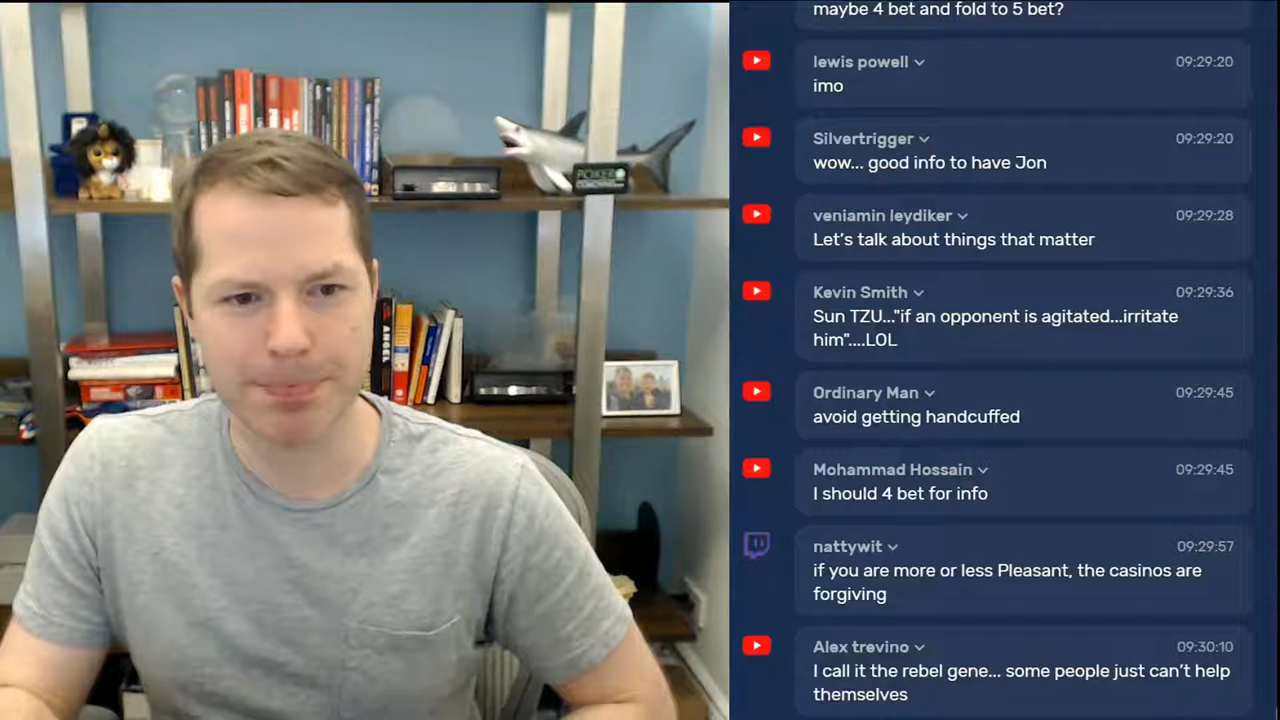 maybe 4 bet and fold to 5 bet?
lewis powell
09:29:20
imo
Silvertrigger
09:29:20
wow... good info to have Jon
veniamin leydiker
09:29:28
Let's talk about things that matter
Kevin Smith
09:29:36
Sun TZU..."if an opponent is agitated...irritate
him"....LOL
Ordinary Man
09:29:45
avoid getting handcuffed
Mohammad Hossain
09:29:45
I should 4 bet for info
nattywit
09:29:57
if you are more or less Pleasant, the casinos are
forgiving
Alex trevino
09:30:10
I call it the rebel gene... some people just can't help
themselves
POKER
COACHING
ANGEL